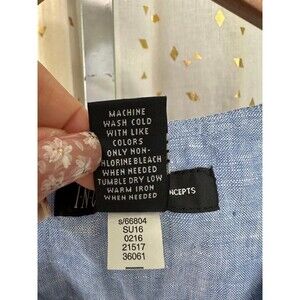 MACHINE
WASH COLD
WITH LIKE
COLORS
ONLY NON-
CHLORINE BLEACH
WHEN NEEDED
TUMBLE DRY LOW
WARM IRON
WHEN NEEDED
NCEPTS
s/66804
SU16
0216
21517
36061